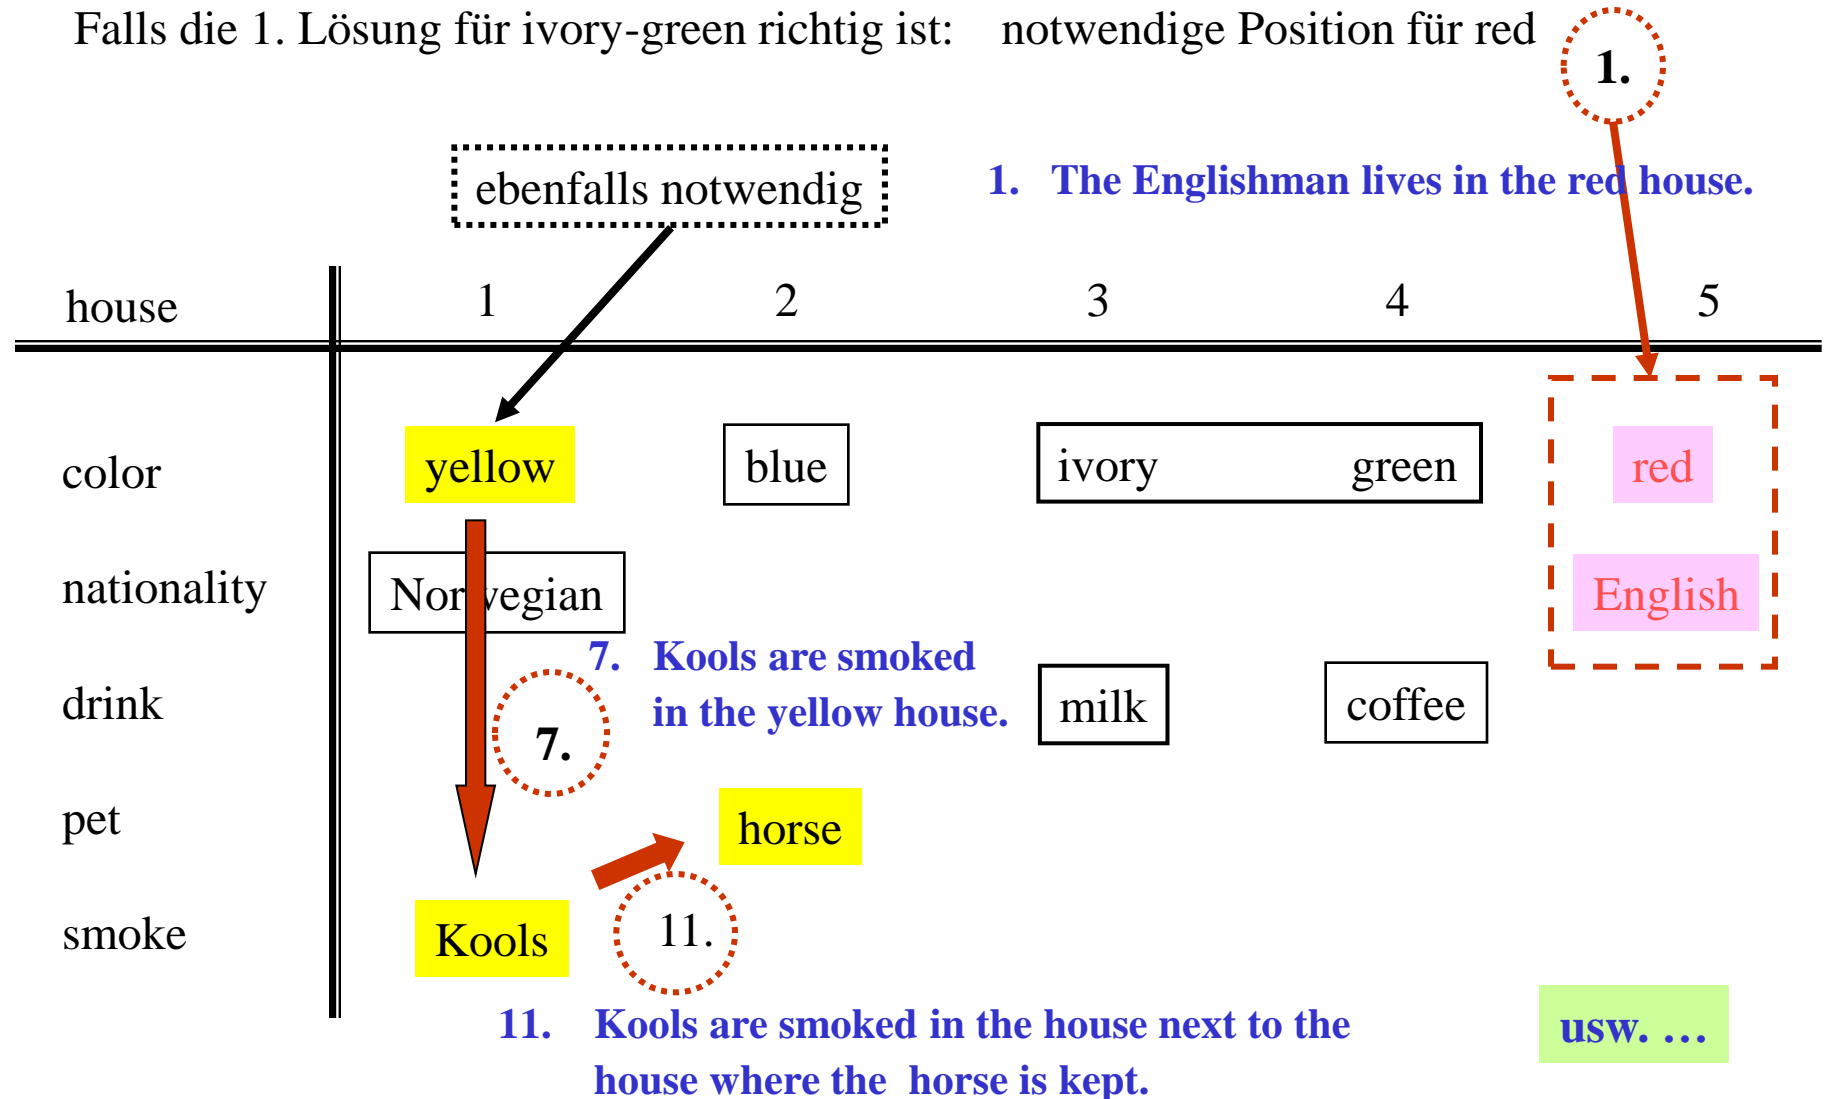 Falls die 1. Lösung für ivory-green richtig ist: notwendige Position für red
1.
ebenfalls notwendig
1. The Englishman lives in the red house.
house 1 2 3 4 5
color yellow blue ivory green red
nationality Norwegian English
7. Kools are smoked
in the yellow house.
drink milk coffee
7.
pet horse
smoke Kools 11.
11. Kools are smoked in the house next to the
house where the horse is kept.
usw. …